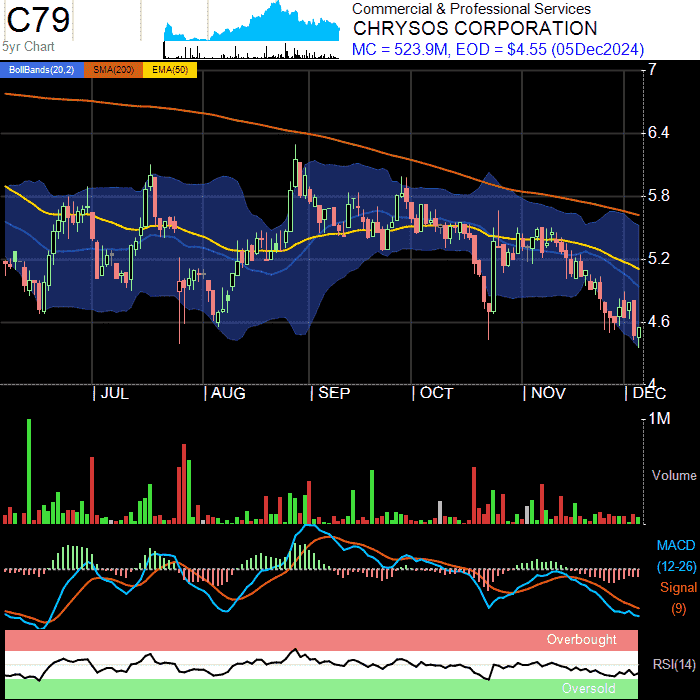 C79
5yr Chart
Commercial & Professional Services
CHRYSOS CORPORATION
MC = 523.9M, EOD = $4.55 (05Dec2024)
BollBands(20,2) SMA(200) EMA(50)
7
6.4
5.8
5.2
4.6
4
JUL AUG SEP OCT NOV DEC
1M
Volume
MACD
(12-26)
Signal
(9)
Overbought
RSI(14)
Oversold